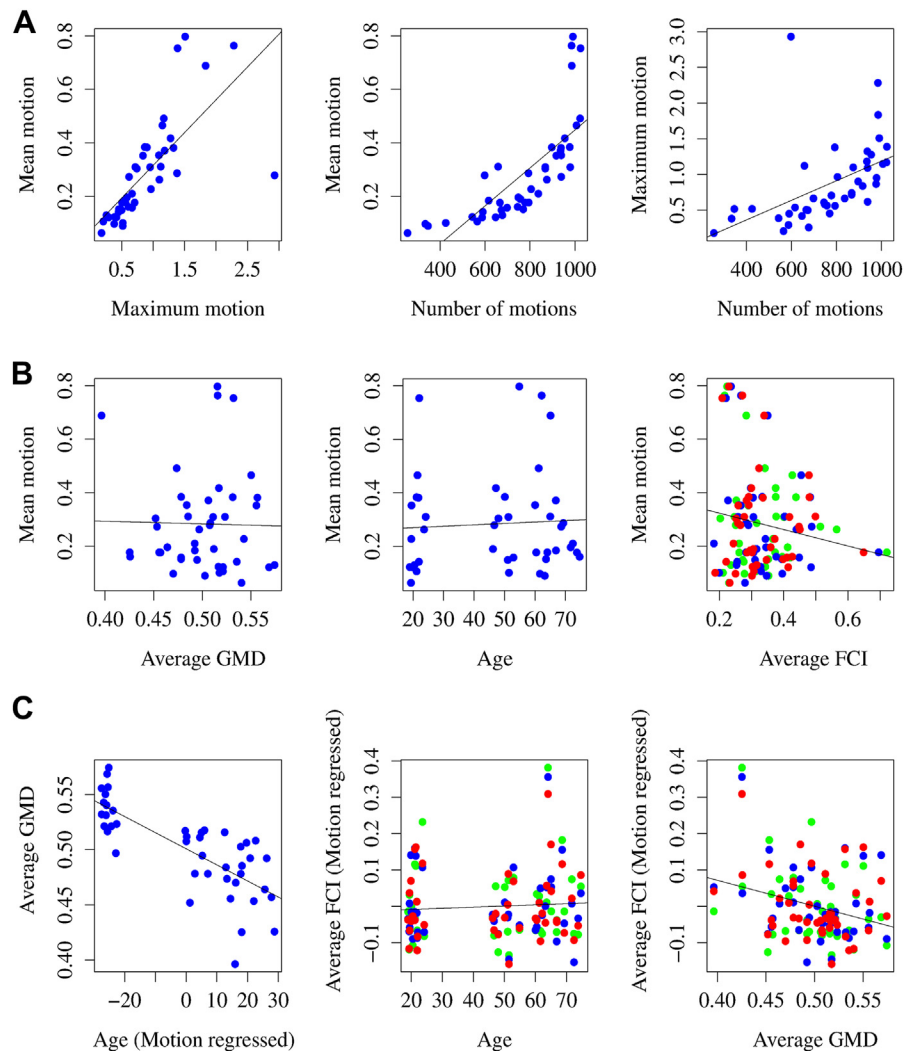 A
Mean motion
0.2 0.4 0.6 0.8
0.5 1.5 2.5
Maximum motion
Mean motion
0.2 0.4 0.6 0.8
400 600 800 1000
Number of motions
Maximum motion
0.5 1.0 1.5 2.0 2.5 3.0
400 600 800 1000
Number of motions
B
Mean motion
0.2 0.4 0.6 0.8
0.40 0.45 0.50 0.55
Average GMD
Mean motion
0.2 0.4 0.6 0.8
20 30 40 50 60 70
Age
Mean motion
0.2 0.4 0.6 0.8
0.2 0.4 0.6
Average FCI
C
Average GMD
0.40 0.45 0.50 0.55
−20 0 10 20 30
Age (Motion regressed)
Average FCI (Motion regressed)
−0.1 0.1 0.2 0.3 0.4
20 30 40 50 60 70
Age
Average FCI (Motion regressed)
−0.1 0.1 0.2 0.3 0.4
0.40 0.45 0.50 0.55
Average GMD